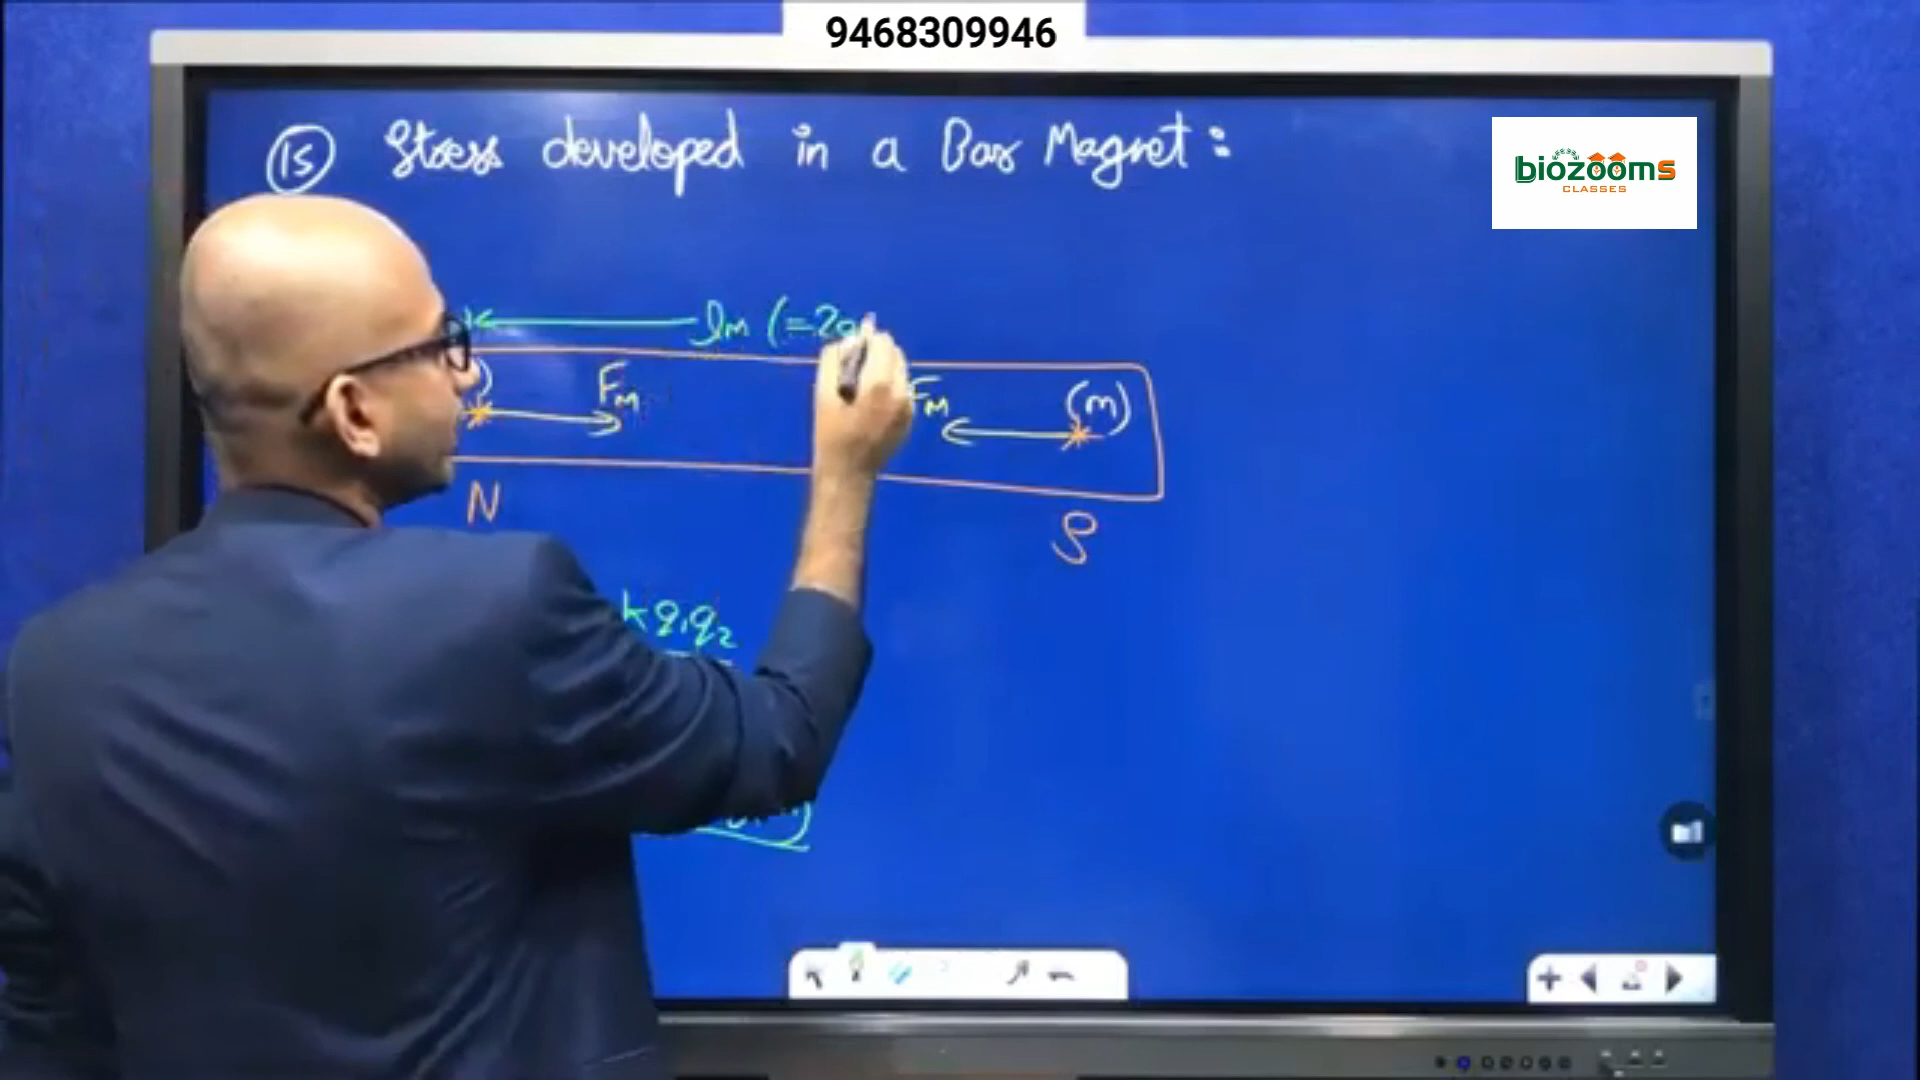 9468309946
15 Stress developed in a Bar Magnet:
biozooms
CLASSES
lm (=2a
Fm
Fm
(m)
N
S
kq1q2